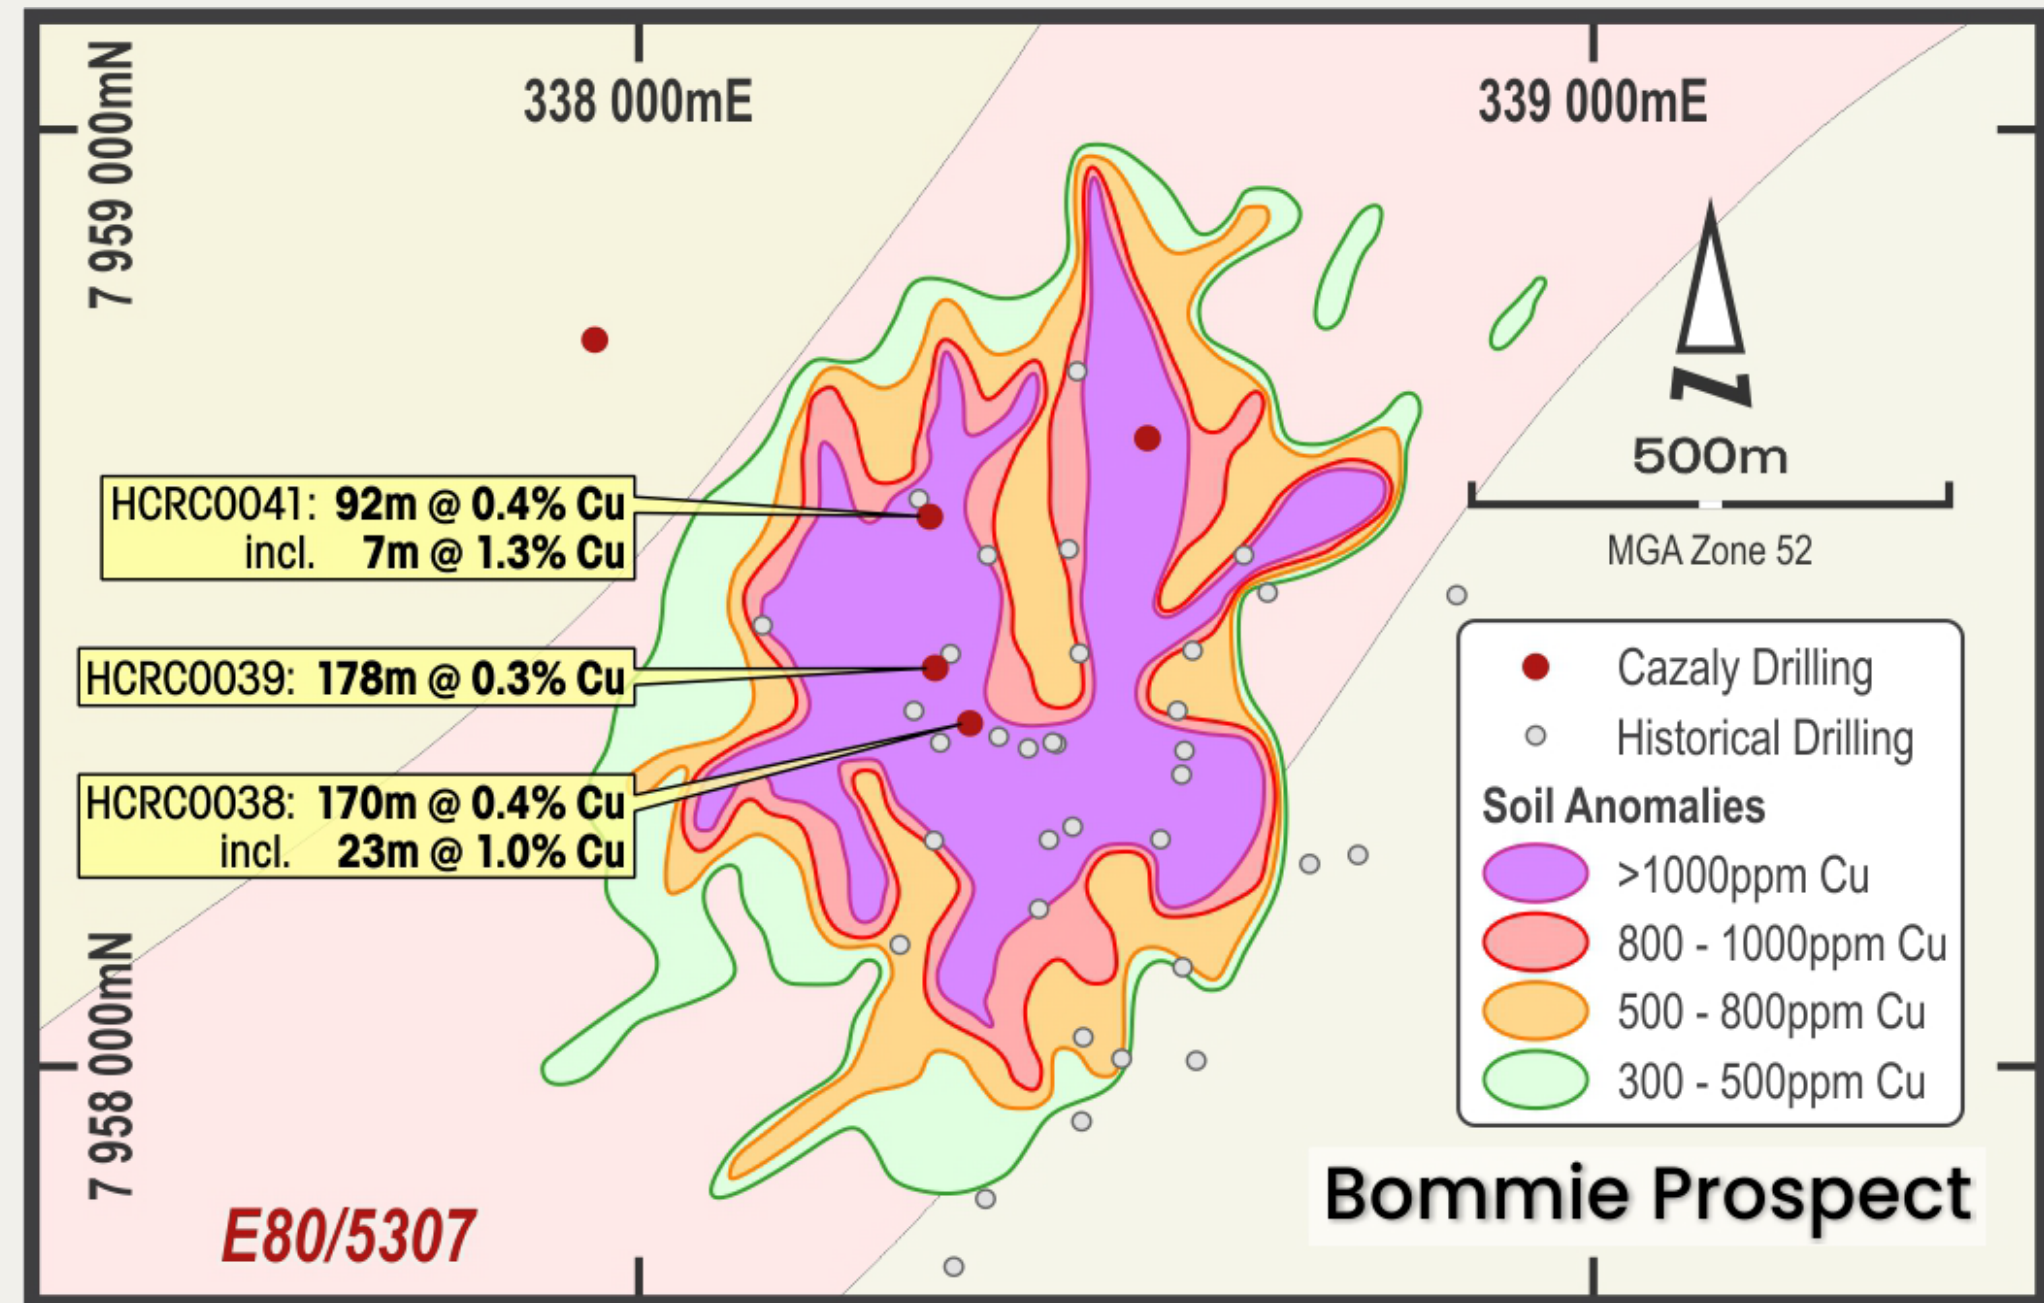 338 000mE
339 000mE
7 959 000mN
N
500m
MGA Zone 52
HCRC0041: 92m @ 0.4% Cu
incl. 7m @ 1.3% Cu
HCRC0039: 178m @ 0.3% Cu
HCRC0038: 170m @ 0.4% Cu
incl. 23m @ 1.0% Cu
Cazaly Drilling
Historical Drilling
Soil Anomalies
>1000ppm Cu
800 - 1000ppm Cu
500 - 800ppm Cu
300 - 500ppm Cu
7 958 000mN
E80/5307
Bommie Prospect